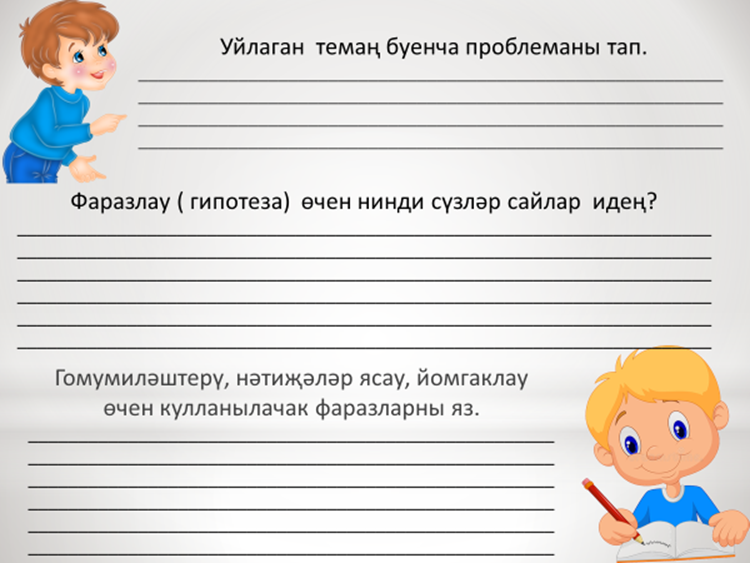 Уйлаган темаң буенча проблеманы тап.
Фаразлау ( гипотеза) өчен нинди сүзләр сайлар идең?
Гомумиләштерү, нәтиҗәләр ясау, йомгаклау
өчен кулланылачак фаразларны яз.